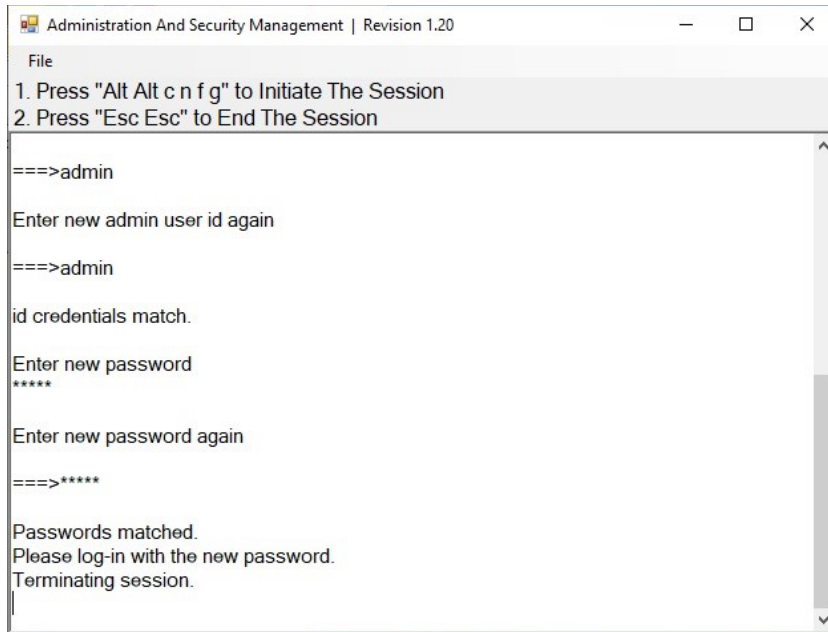 Administration And Security Management | Revision 1.20
File
1. Press "Alt Alt c n f g" to Initiate The Session
2. Press "Esc Esc" to End The Session
===>admin
Enter new admin user id again
===>admin
id credentials match.
Enter new password
*****
Enter new password again
===>*****
Passwords matched.
Please log-in with the new password.
Terminating session.